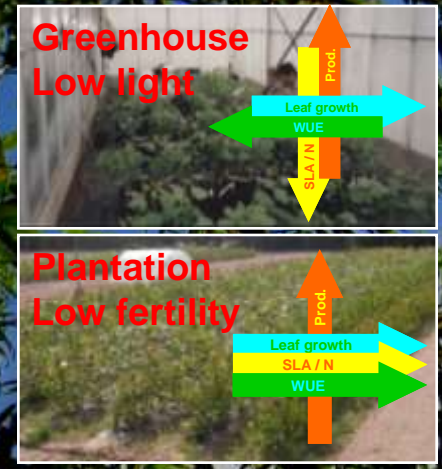 Greenhouse
Low light
Prod.
Leaf growth
WUE
SLA / N
Plantation
Low fertility
Prod.
Leaf growth
SLA / N
WUE